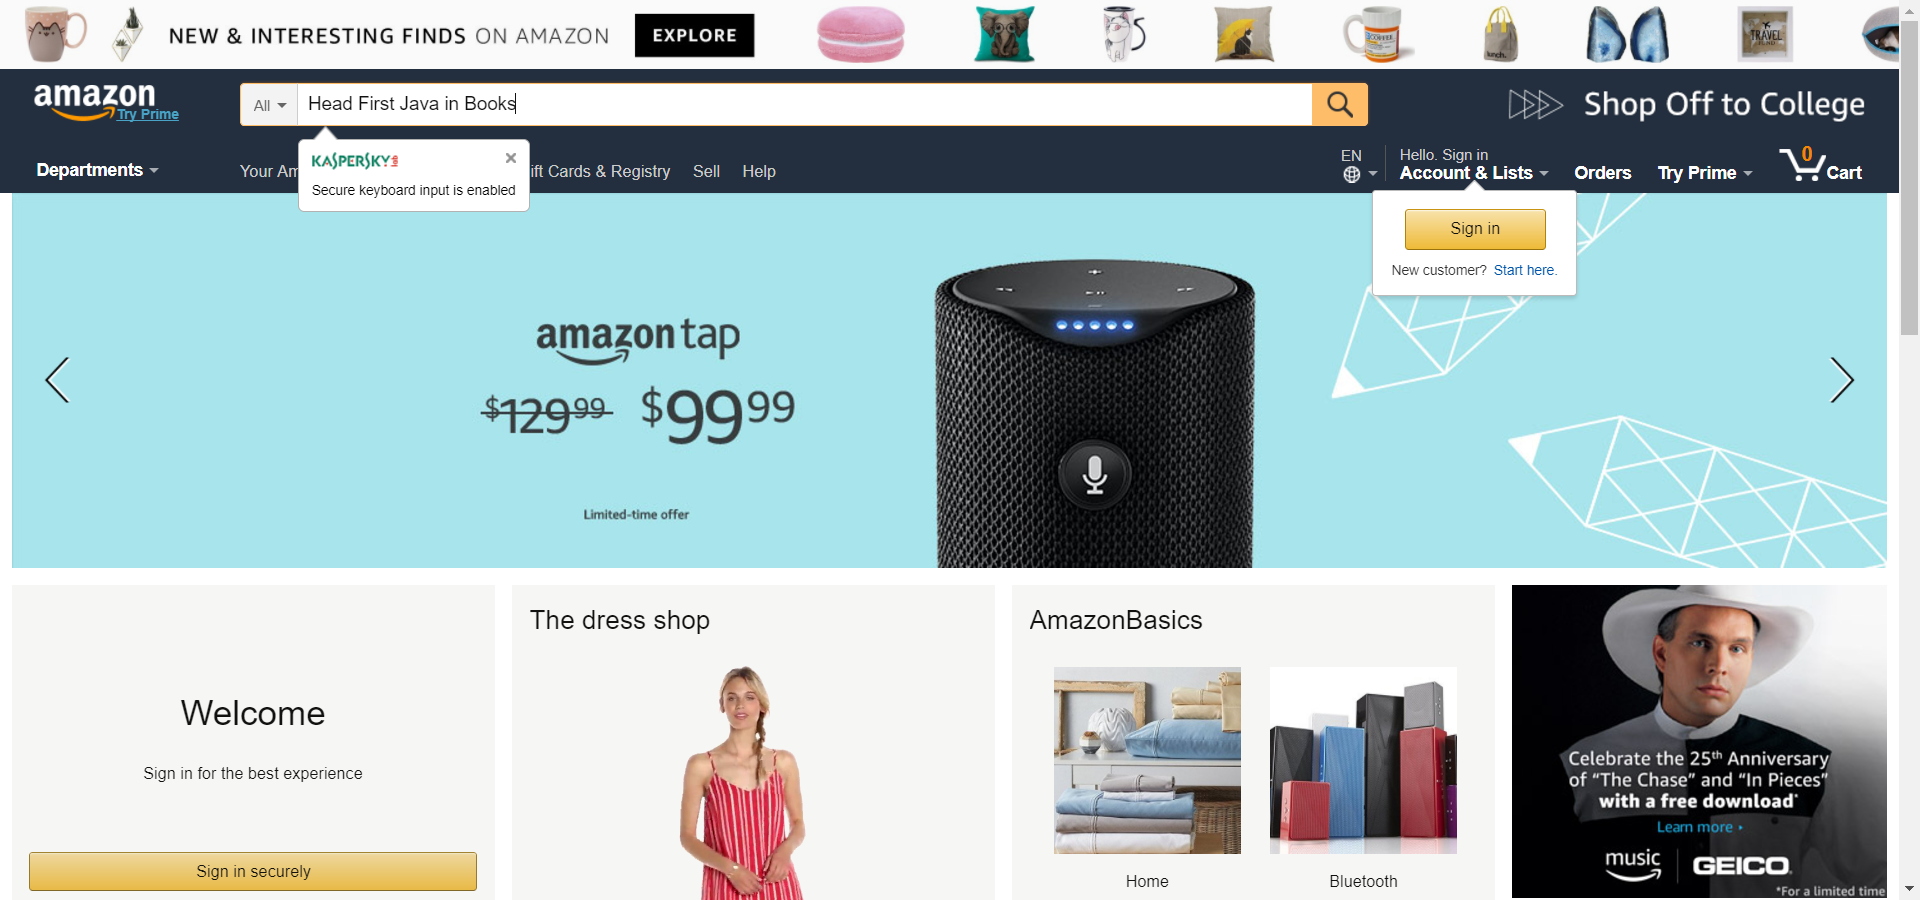 NEW & INTERESTING FINDS ON AMAZON EXPLORE
lunch.
COFFEE
TRAVEL
FUND
amazon
Try Prime
All
Head First Java in Books
Shop Off to College
KASPERSKY
Secure keyboard input is enabled
Departments
Your Am
ift Cards & Registry
Sell
Help
EN
Hello. Sign in
Account & Lists
Orders
Try Prime
0
Cart
Sign in
New customer? Start here.
amazon tap
$129.99 $99.99
Limited-time offer
Welcome
Sign in for the best experience
Sign in securely
The dress shop
AmazonBasics
Home
Bluetooth
Celebrate the 25th Anniversary
of “The Chase” and “In Pieces”
with a free download*
Learn more ▸
music | GEICO
*For a limited time